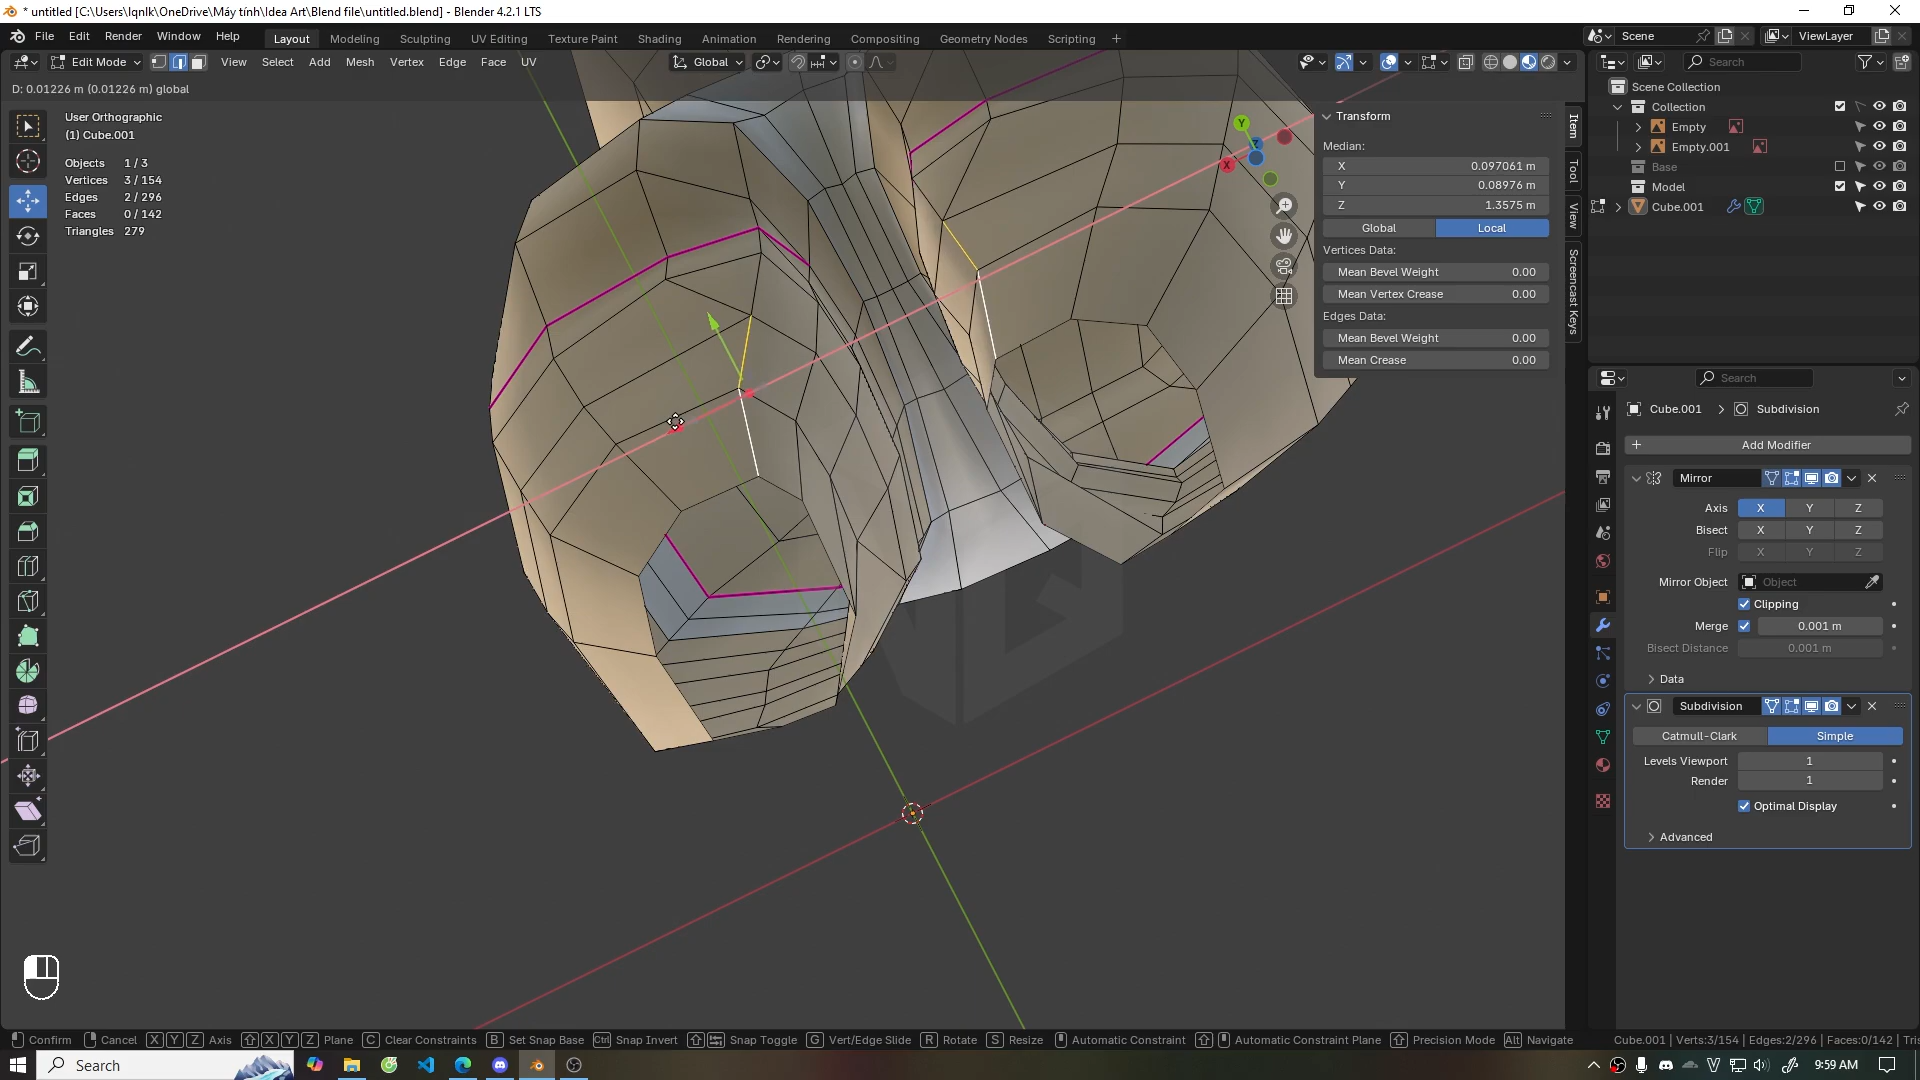 * untitled [C:\Users\lqnlk\OneDrive\Máy tính\Idea Art\Blend file\untitled.blend] - Blender 4.2.1 LTS
File Edit Render Window Help
Layout Modeling Sculpting UV Editing Texture Paint Shading Animation Rendering Compositing Geometry Nodes Scripting +
Scene ViewLayer
Edit Mode View Select Add Mesh Vertex Edge Face UV
Global
Search
D: 0.01226 m (0.01226 m) global
User Orthographic
(1) Cube.001
Objects 1 / 3
Vertices 3 / 154
Edges 2 / 296
Faces 0 / 142
Triangles 279
Y
Z
X
Transform
Median:
X 0.097061 m
Y 0.08976 m
Z 1.3575 m
Global Local
Vertices Data:
Mean Bevel Weight 0.00
Mean Vertex Crease 0.00
Edges Data:
Mean Bevel Weight 0.00
Mean Crease 0.00
Item
Tool
View
Screencast Keys
Scene Collection
Collection
Empty
Empty.001
Base
Model
Cube.001
Search
Cube.001 Subdivision
+ Add Modifier
Mirror
Axis X Y Z
Bisect X Y Z
Flip X Y Z
Mirror Object Object
Clipping
Merge 0.001 m
Bisect Distance 0.001 m
Data
Subdivision
Catmull-Clark Simple
Levels Viewport 1
Render 1
Optimal Display
Advanced
Confirm Cancel X Y Z Axis X Y Z Plane C Clear Constraints B Set Snap Base Ctrl Snap Invert Snap Toggle G Vert/Edge Slide R Rotate S Resize Automatic Constraint Automatic Constraint Plane Precision Mode Alt Navigate
Cube.001 | Verts:3/154 | Edges:2/296 | Faces:0/142 | Tri
Search
9:59 AM